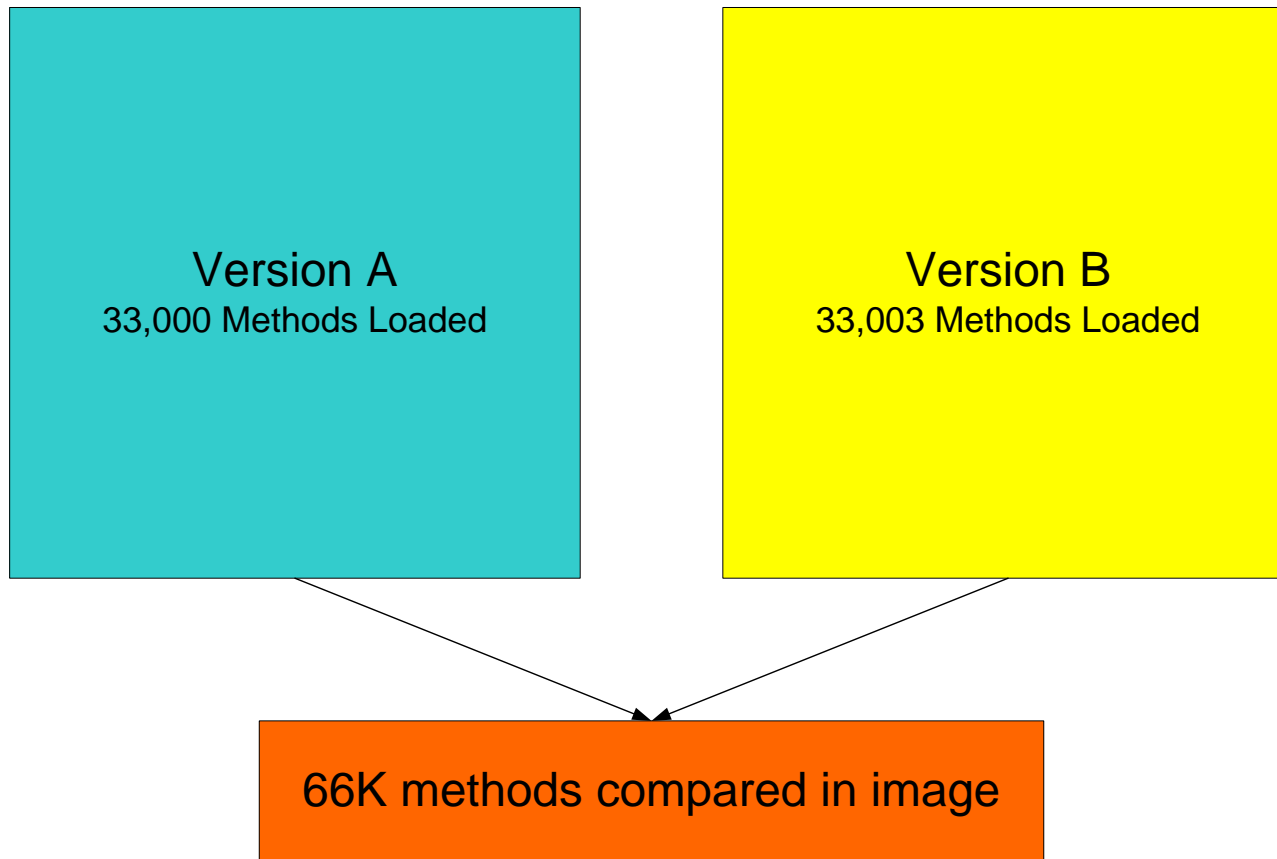 Version A
33,000 Methods Loaded
Version B
33,003 Methods Loaded
66K methods compared in image